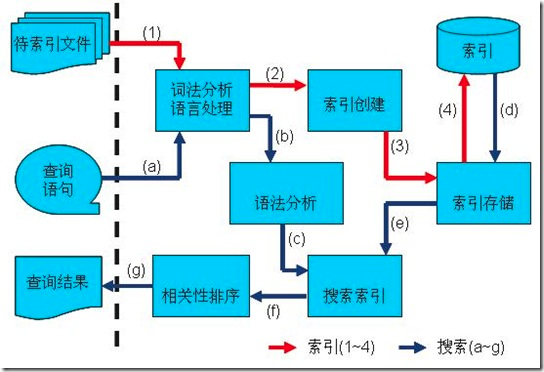 待索引文件
(1)
索引
词法分析
语言处理
(2)
索引创建
(4)
(d)
(b)
(3)
查询
语句
(a)
语法分析
索引存储
(e)
(c)
查询结果
(g)
相关性排序
(f)
搜索索引
索引(1~4)
搜索(a~g)